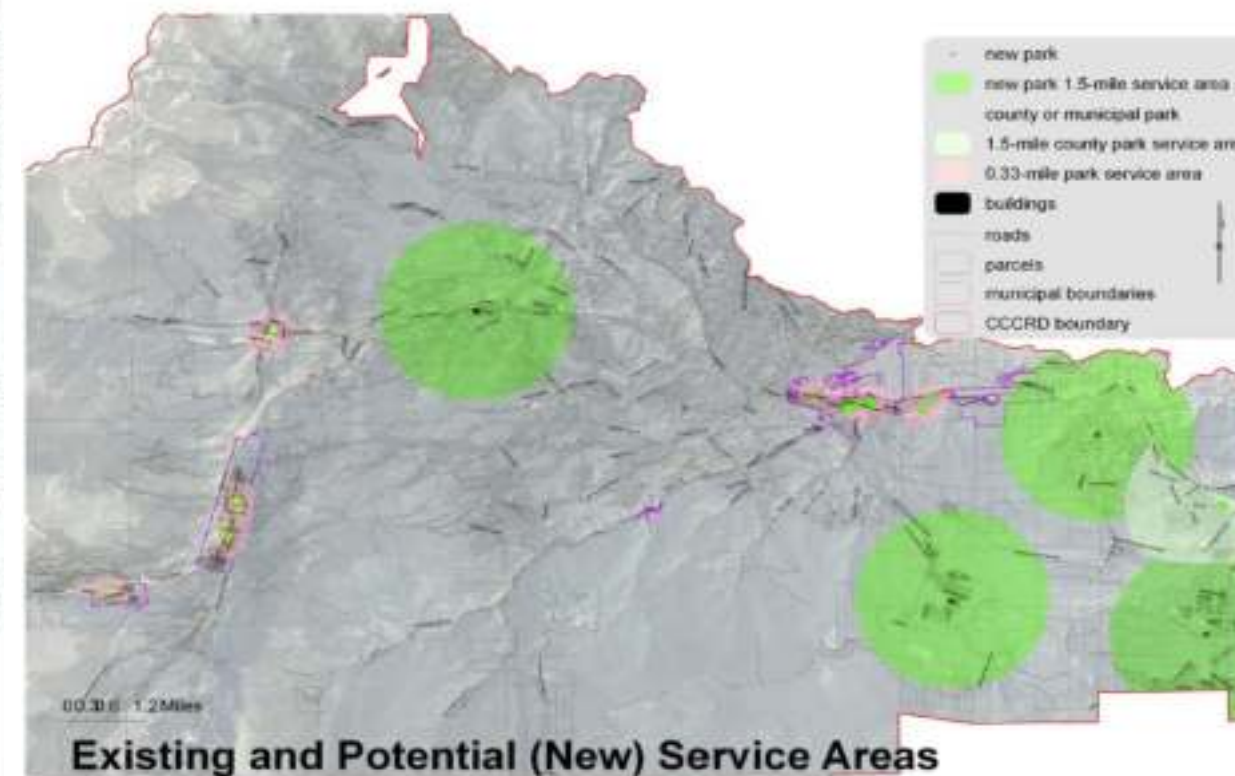 new park
new park 1.5-mile service area
county or municipal park
1.5-mile county park service are
0.33-mile park service area
buildings
roads
parcels
municipal boundaries
CCCRD boundary
1.2 Miles
Existing and Potential (New) Service Areas